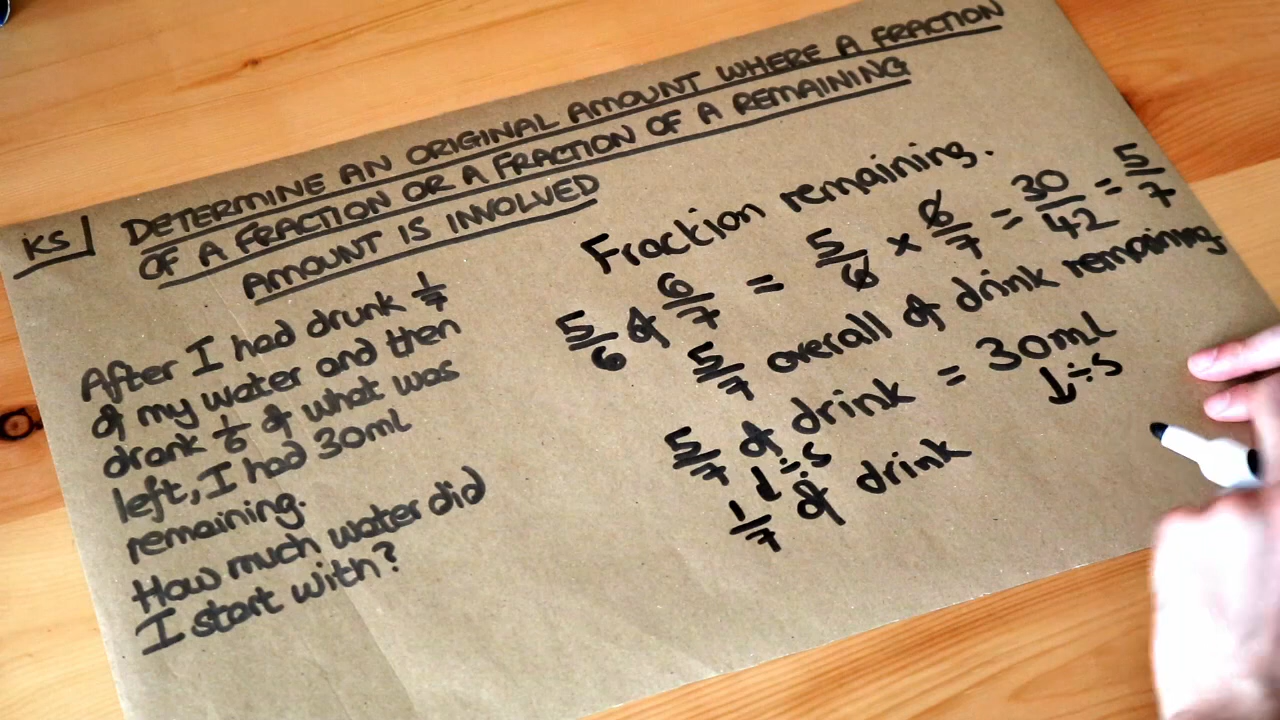 KS
DETERMINE AN ORIGINAL AMOUNT WHERE A FRACTION
OF A FRACTION OR A FRACTION OF A REMAINING
AMOUNT IS INVOLVED
After I had drunk 1/7
of my water and then
drank 1/6 of what was
left, I had 30ml
remaining.
How much water did
I start with?
Fraction remaining.
5/6 of 6/7 = 5/6 × 6/7 = 30/42 = 5/7
5/7 overall of drink remaining.
5/7 of drink = 30ml
↓÷5 ↓÷5
1/7 of drink